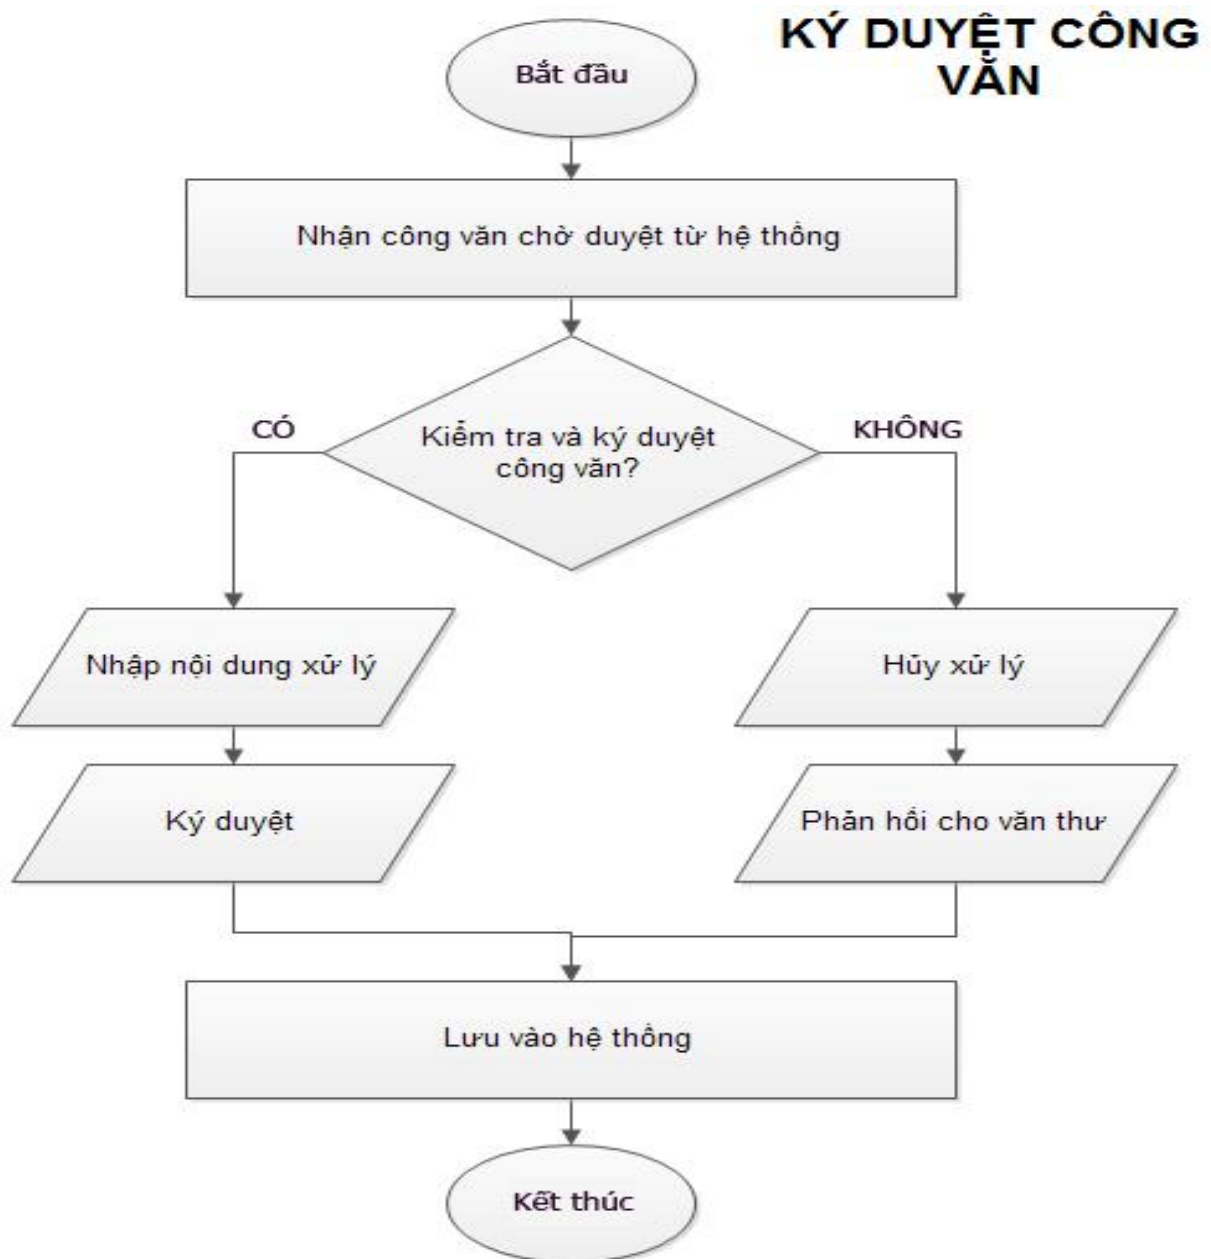 KÝ DUYỆT CÔNG
VĂN
Bắt đầu
Nhận công văn chờ duyệt từ hệ thống
Kiểm tra và ký duyệt
công văn?
CÓ
KHÔNG
Nhập nội dung xử lý
Hủy xử lý
Ký duyệt
Phản hồi cho văn thư
Lưu vào hệ thống
Kết thúc